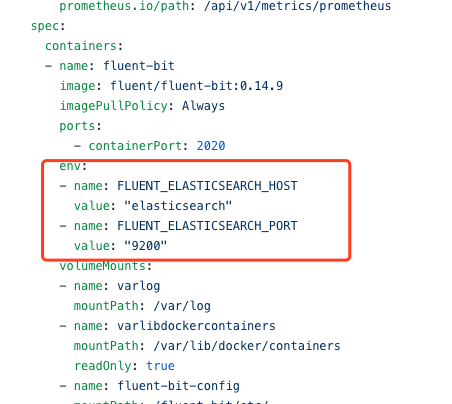 prometheus.io/path: /api/v1/metrics/prometheus
spec:
containers:
- name: fluent-bit
image: fluent/fluent-bit:0.14.9
imagePullPolicy: Always
ports:
- containerPort: 2020
env:
- name: FLUENT_ELASTICSEARCH_HOST
value: "elasticsearch"
- name: FLUENT_ELASTICSEARCH_PORT
value: "9200"
volumeMounts:
- name: varlog
mountPath: /var/log
- name: varlibdockercontainers
mountPath: /var/lib/docker/containers
readOnly: true
- name: fluent-bit-config
mountPath: /fluent-bit/etc/